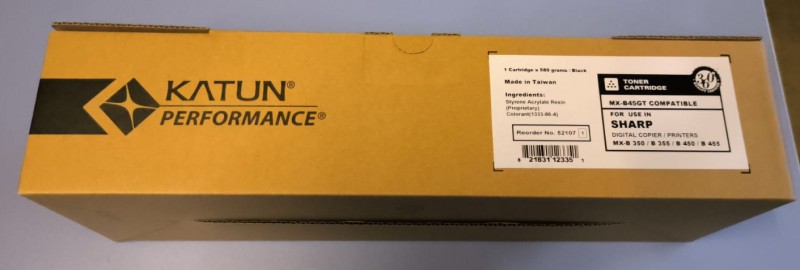 KATUN®
PERFORMANCE®
1 Cartridge x 580 grams : Black
Made in Taiwan
Ingredients:
Styrene Acrylate Resin
(Proprietary)
Colorant(1333-86-4)
Reorder No. 52107 1
8 21831 12335 1
TONER
CARTRIDGE
MX-B45GT COMPATIBLE
FOR USE IN
SHARP
DIGITAL COPIER / PRINTERS
MX-B 350 / B 355 / B 450 / B 455